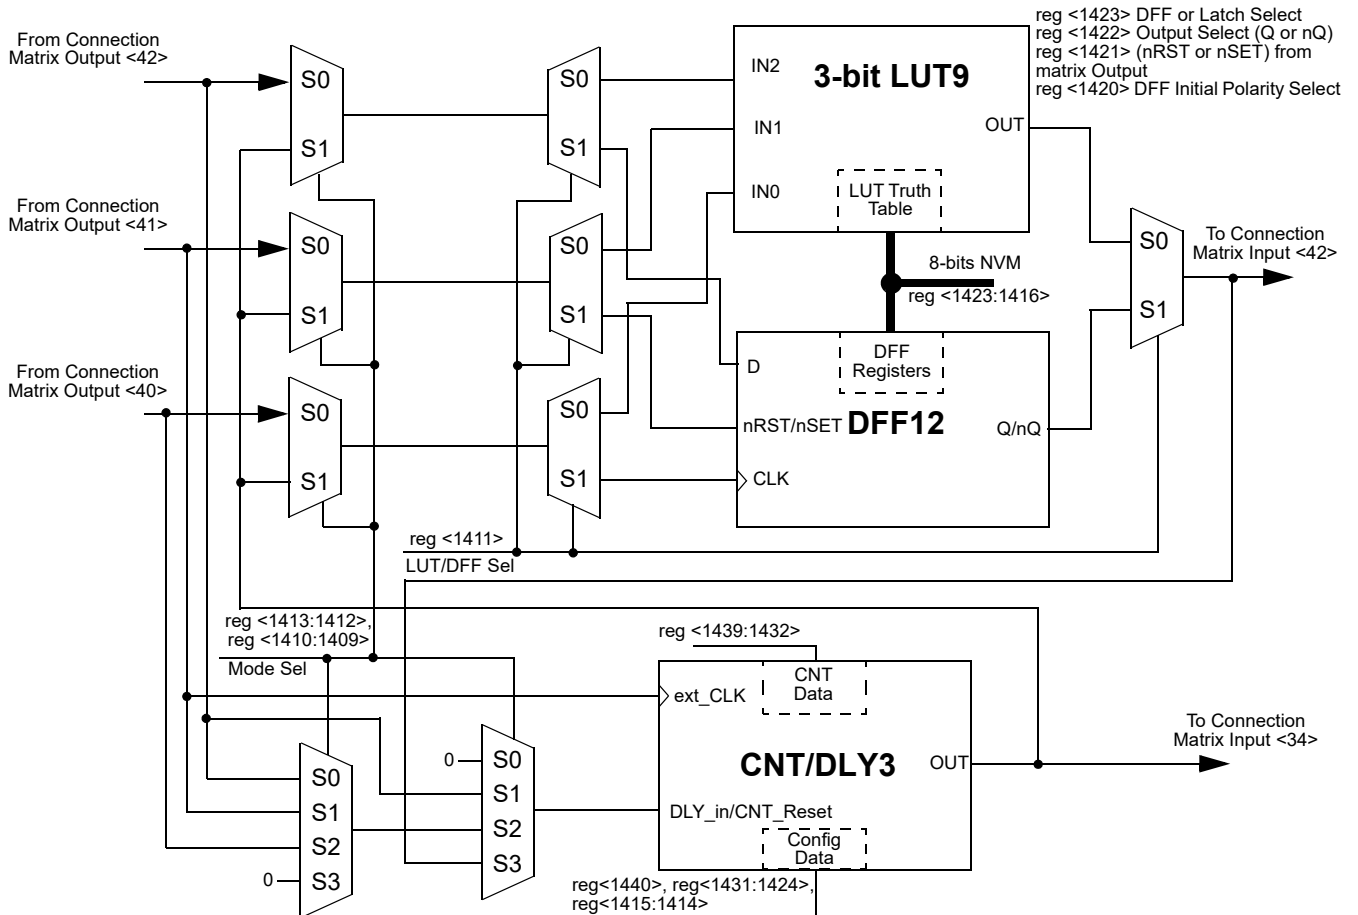 From Connection
Matrix Output <42>
S0
S1
S0
S1
IN2
IN1
IN0
3-bit LUT9
OUT
LUT Truth
Table
reg <1423> DFF or Latch Select
reg <1422> Output Select (Q or nQ)
reg <1421> (nRST or nSET) from
matrix Output
reg <1420> DFF Initial Polarity Select
From Connection
Matrix Output <41>
S0
S1
S0
S1
8-bits NVM
reg <1423:1416>
S0
S1
To Connection
Matrix Input <42>
From Connection
Matrix Output <40>
S0
S1
S0
S1
D
nRST/nSET
CLK
DFF
Registers
DFF12
Q/nQ
reg <1411>
LUT/DFF Sel
reg <1413:1412>,
reg <1410:1409>
Mode Sel
reg <1439:1432>
CNT
Data
ext_CLK
CNT/DLY3
OUT
DLY_in/CNT_Reset
Config
Data
To Connection
Matrix Input <34>
0
S0
S1
S2
S3
S0
S1
S2
0
S3
reg<1440>, reg<1431:1424>,
reg<1415:1414>